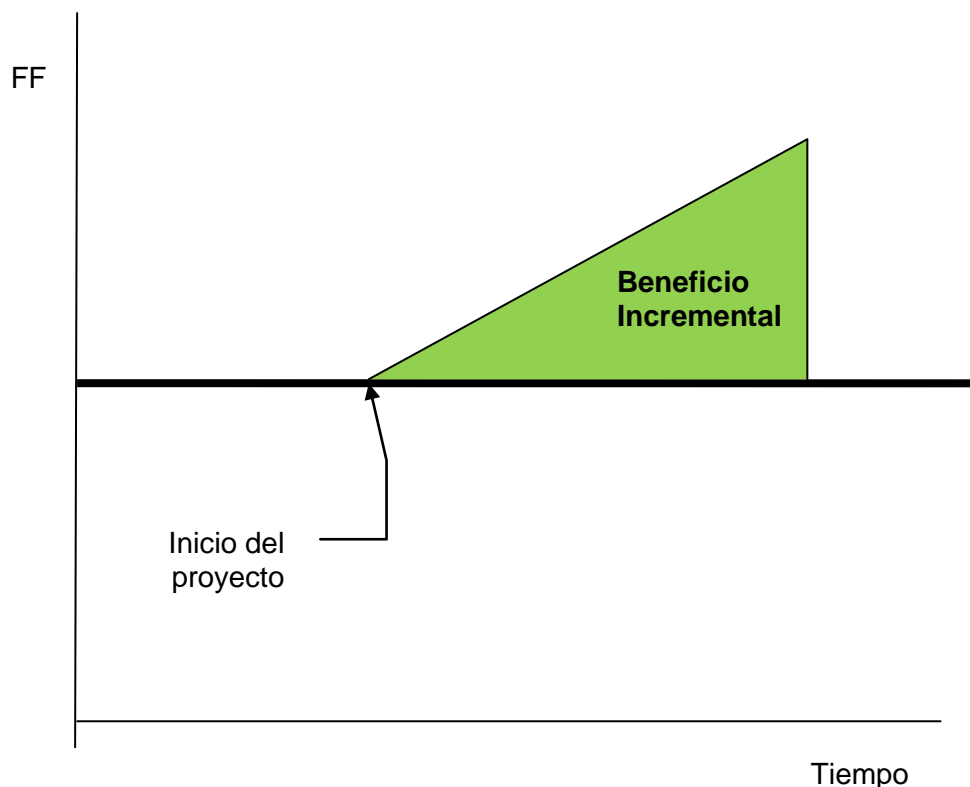 FF
Beneficio
Incremental
Inicio del
proyecto
Tiempo